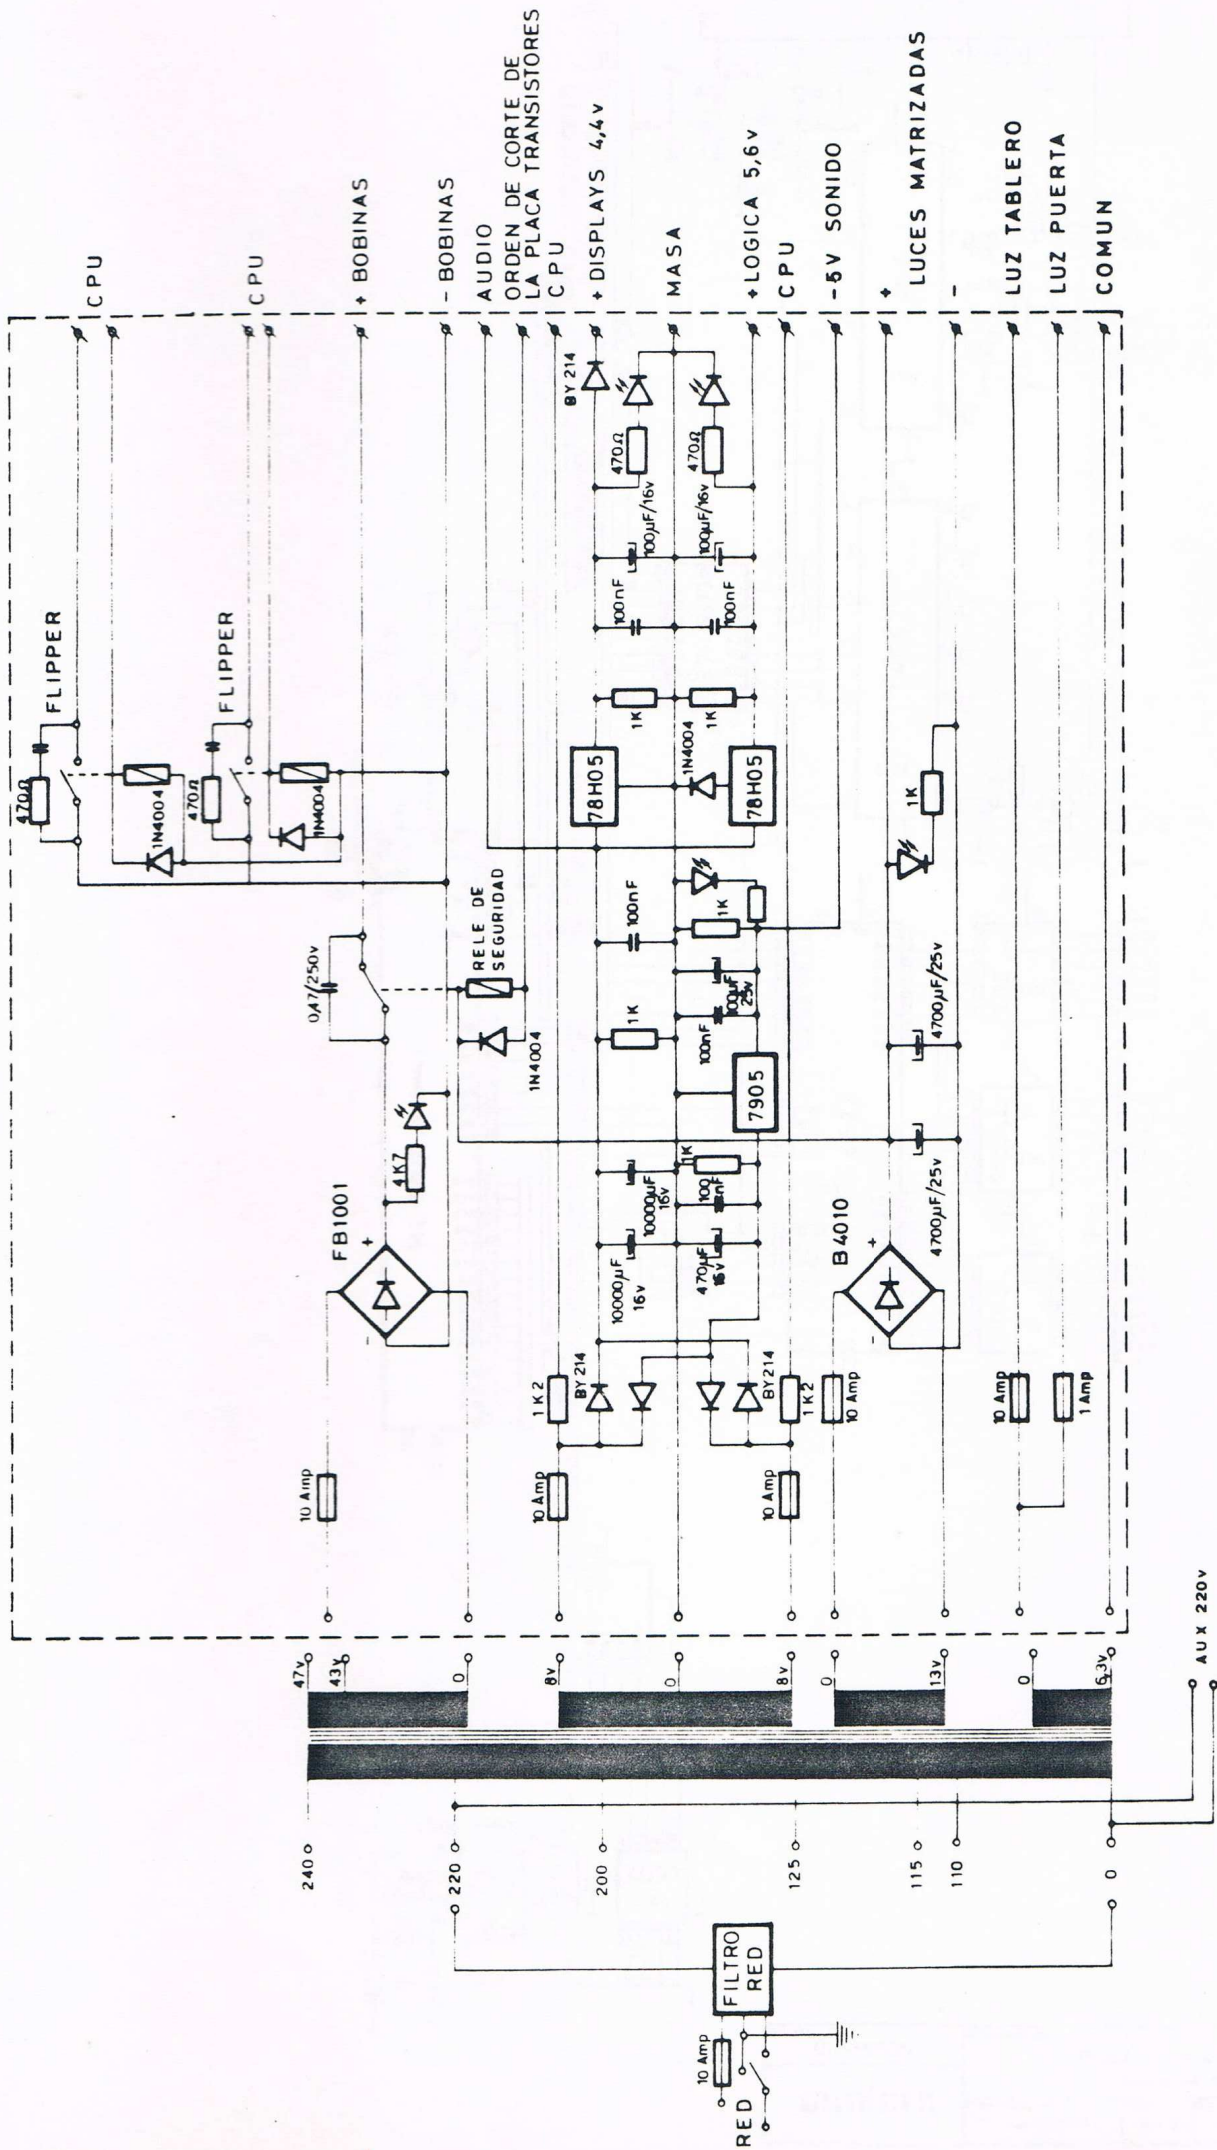 CPU
FLIPPER
470Ω
1N4004
FLIPPER
470Ω
1N4004
CPU
+ BOBINAS
- BOBINAS
AUDIO
ORDEN DE CORTE DE
LA PLACA TRANSISTORES
CPU
+ DISPLAYS 4,4v
MASA
+LOGICA 5,6v
CPU
-5V SONIDO
+
LUCES MATRIZADAS
-
LUZ TABLERO
LUZ PUERTA
COMUN
0,47/250v
RELE DE
SEGURIDAD
1N4004
4K7
FB1001
+
-
10 Amp
BY 214
470Ω
470Ω
100µF/16v
100µF/16v
100nF
100nF
1K
1K
78H05
1N4004
78H05
100nF
1K
1K
100µF
25v
100nF
7905
1K
100
nF
10000µF
16v
10000µF
16v
470µF
16v
BY 214
BY 214
1K2
1K2
10 Amp
10 Amp
10 Amp
1K
4700µF/25v
4700µF/25v
B4010
+
-
10 Amp
1 Amp
47v
43v
0
8v
0
8v
0
13v
0
6,3v
AUX 220v
240
220
200
125
115
110
0
FILTRO
RED
10 Amp
RED